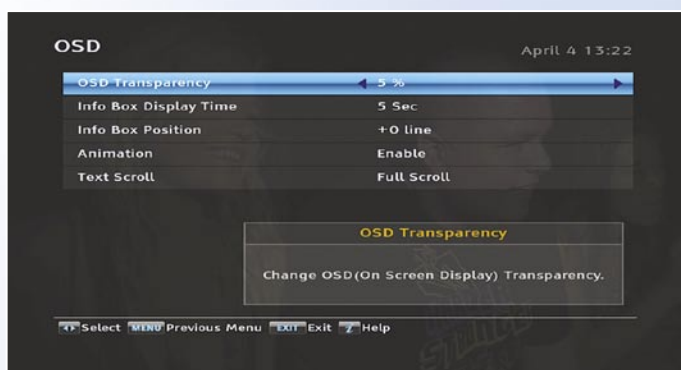 OSD
April 4 13:22
OSD Transparency 5 %
Info Box Display Time 5 Sec
Info Box Position +0 line
Animation Enable
Text Scroll Full Scroll
OSD Transparency
Change OSD(On Screen Display) Transparency.
Select MENU Previous Menu EXIT Exit i Help